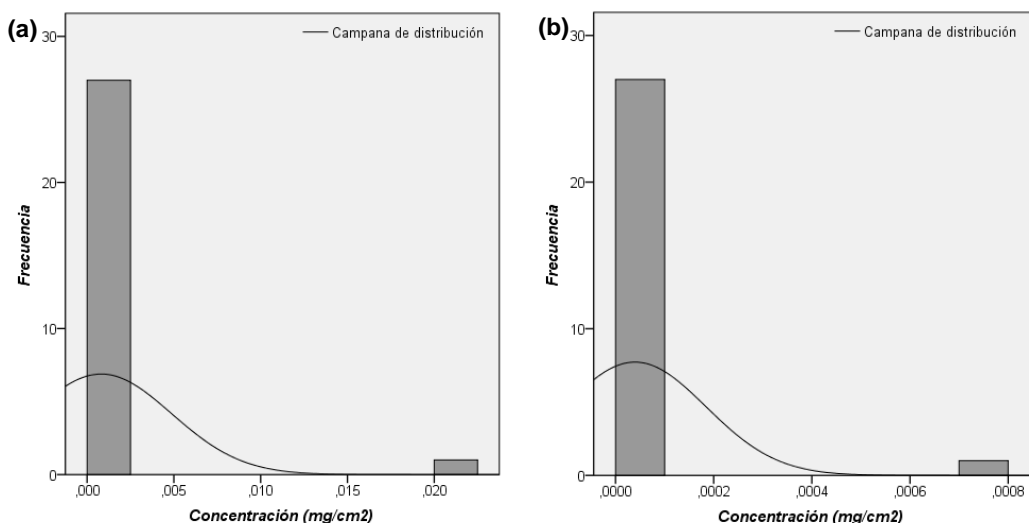 (a)
Campana de distribución
30
20
10
0
Frecuencia
,000
,005
,010
,015
,020
Concentración (mg/cm2)
(b)
Campana de distribución
30
20
10
0
Frecuencia
,0000
,0002
,0004
,0006
,0008
Concentración (mg/cm2)